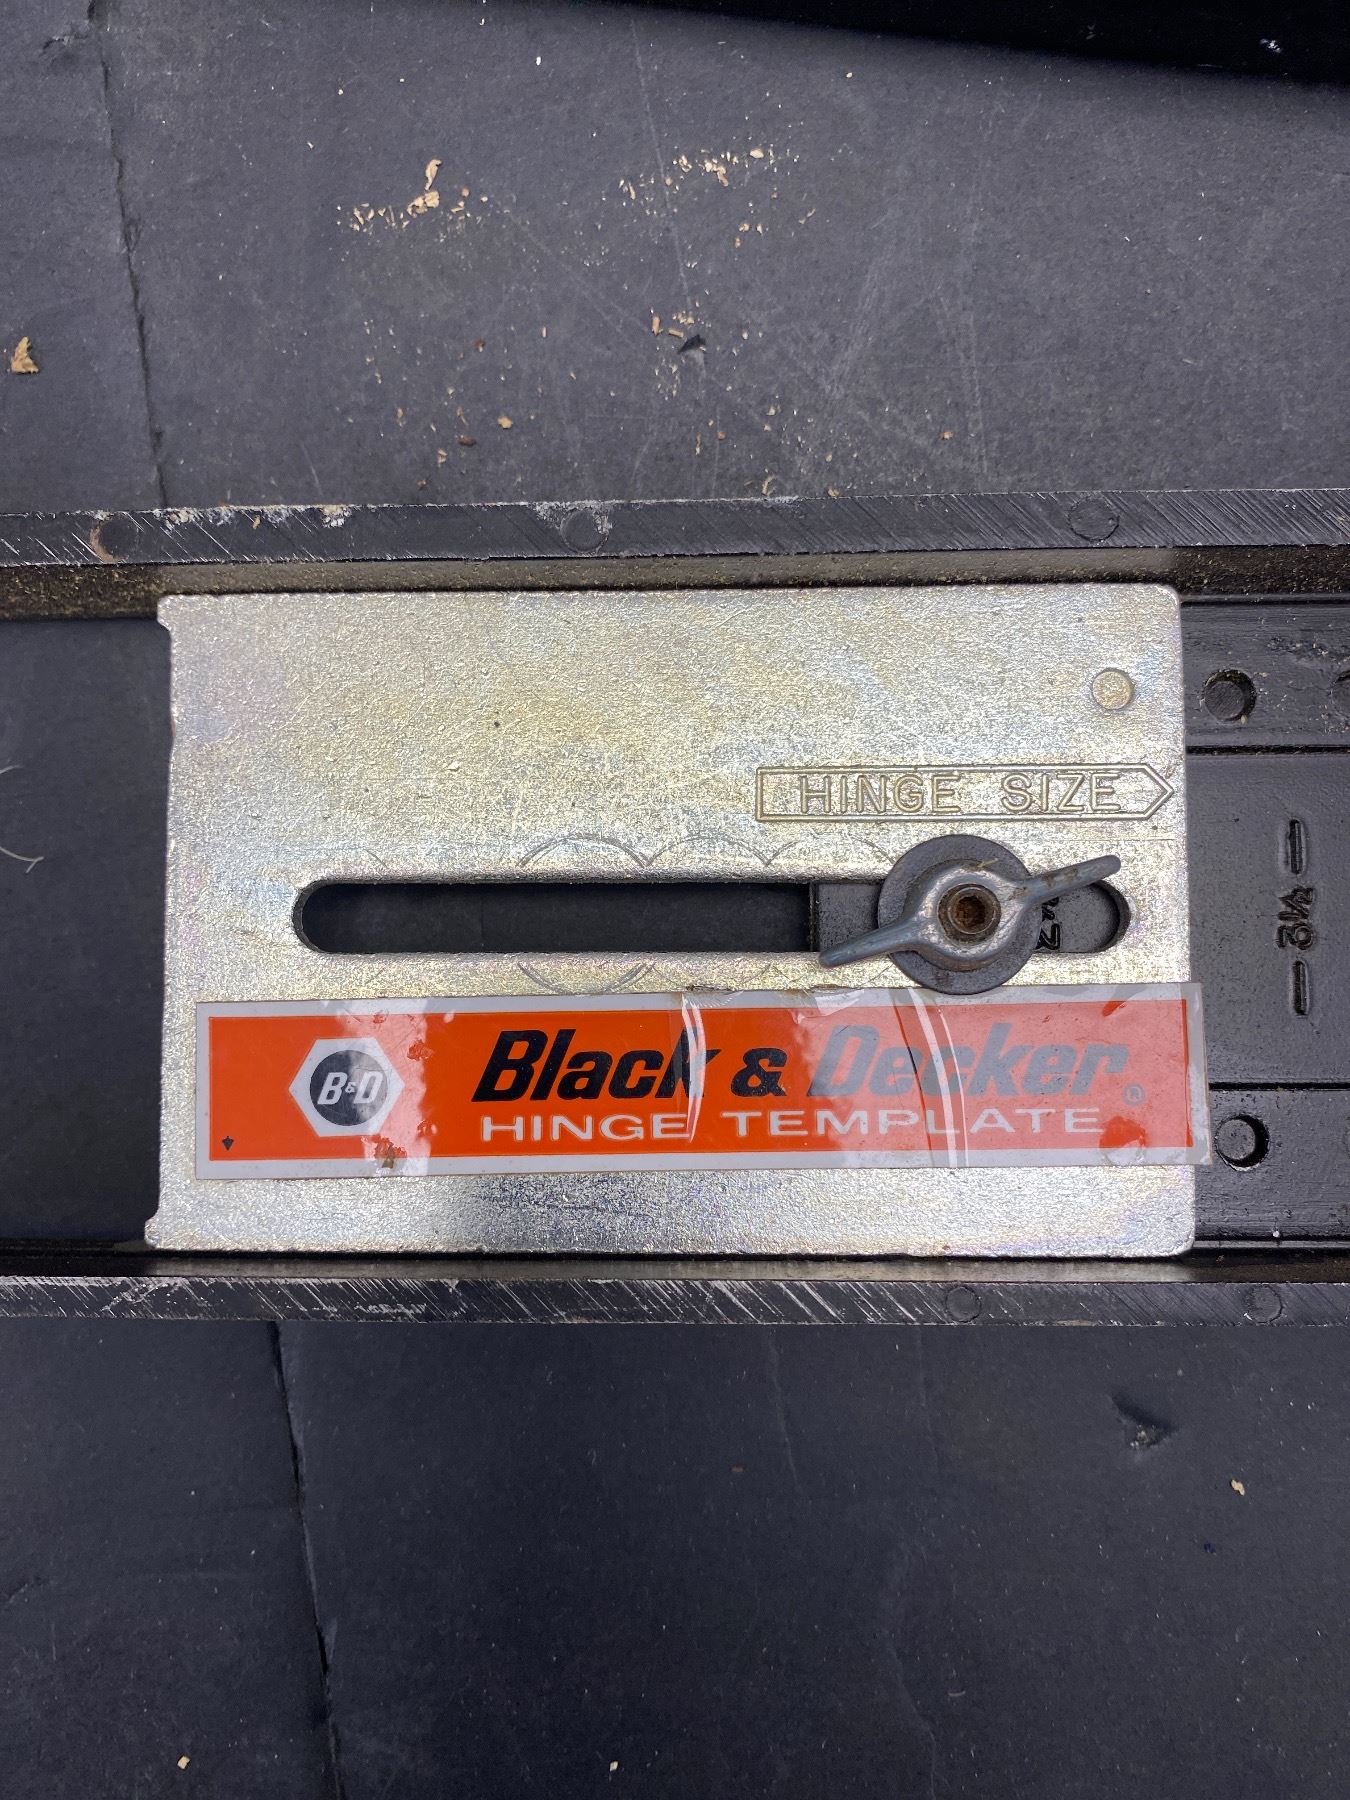 HINGE SIZE
3½
B&D
Black & Decker®
HINGE TEMPLATE